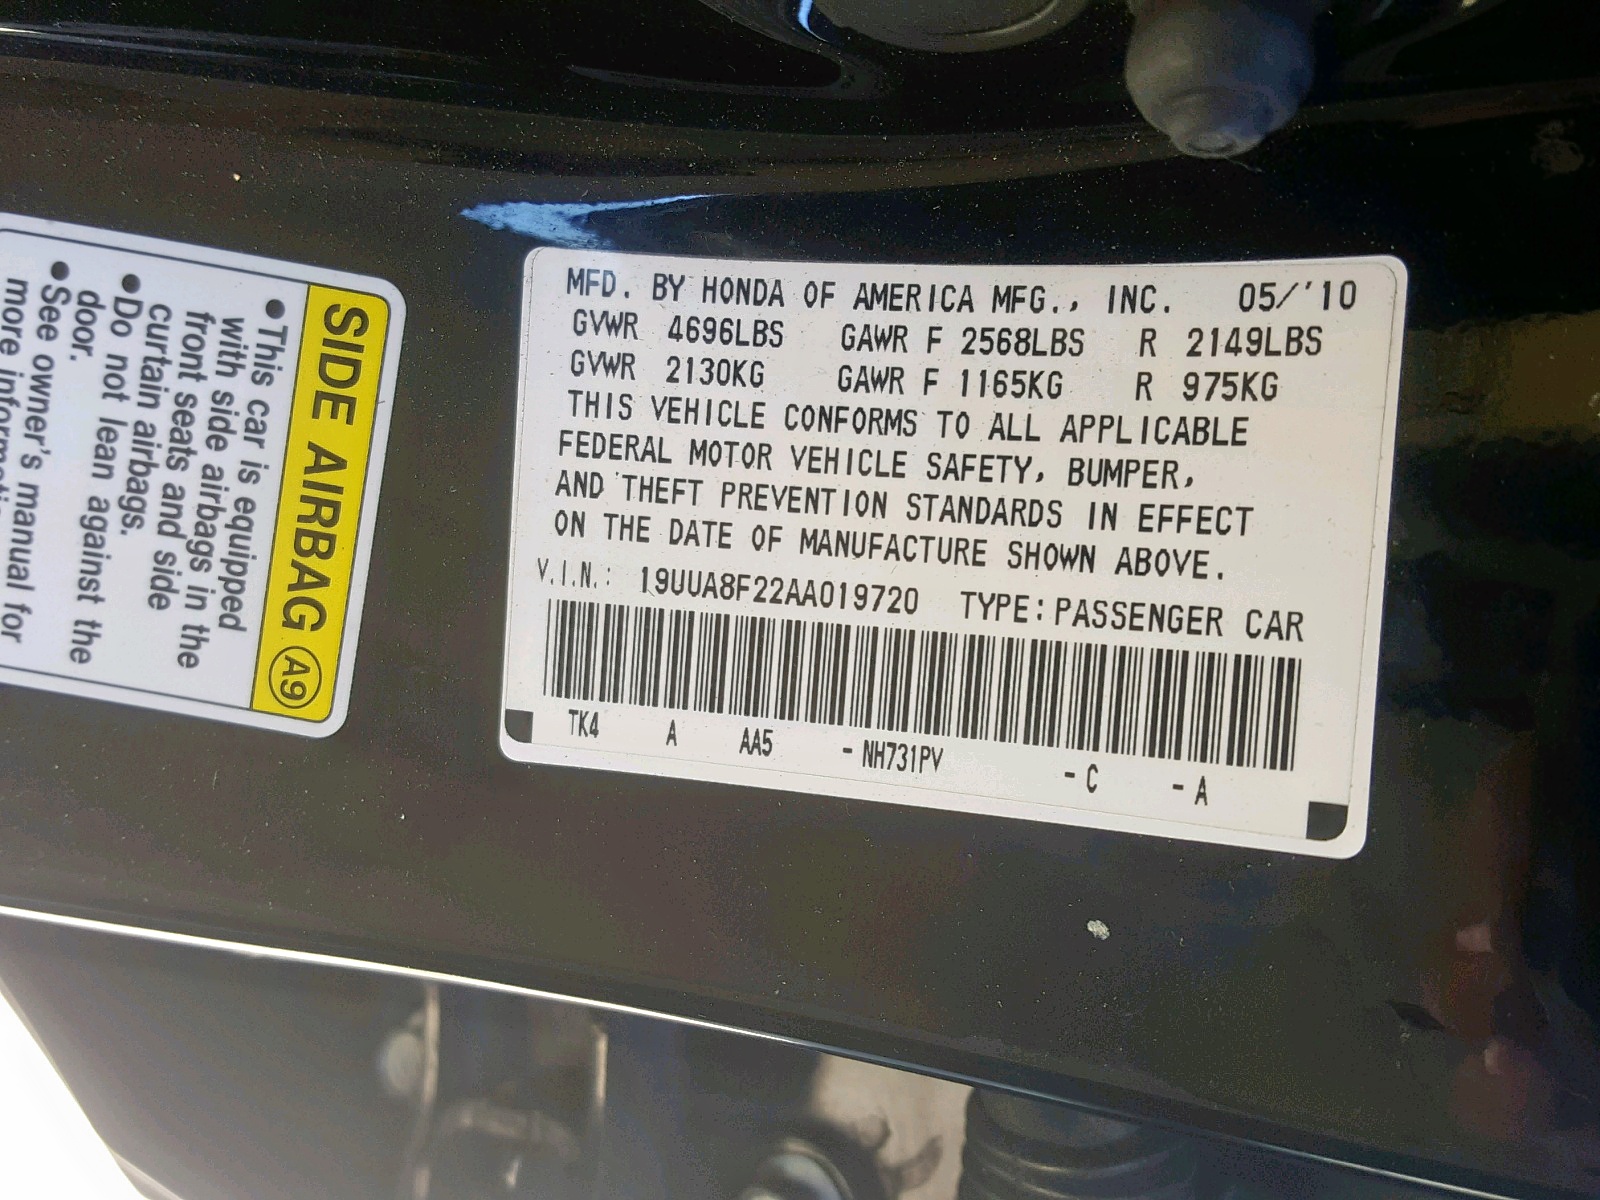 SIDE AIRBAG A9
●This car is equipped
with side airbags in the
front seats and side
curtain airbags.
●Do not lean against the
door.
●See owner's manual for
more
MFD. BY HONDA OF AMERICA MFG., INC. 05/'10
GVWR 4696LBS GAWR F 2568LBS R 2149LBS
GVWR 2130KG GAWR F 1165KG R 975KG
THIS VEHICLE CONFORMS TO ALL APPLICABLE
FEDERAL MOTOR VEHICLE SAFETY, BUMPER,
AND THEFT PREVENTION STANDARDS IN EFFECT
ON THE DATE OF MANUFACTURE SHOWN ABOVE.
V.I.N.: 19UUA8F22AA019720 TYPE: PASSENGER CAR
TK4 A AA5 - NH731PV - C - A